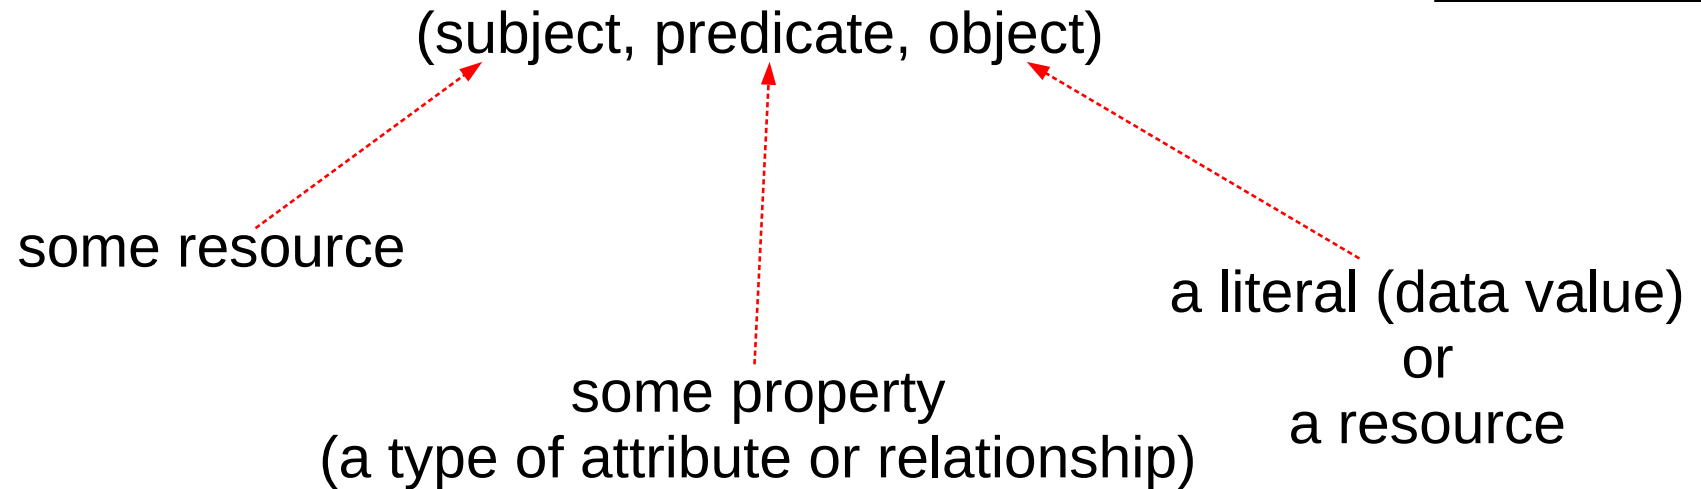 (subject, predicate, object)
some resource
a literal (data value)
or
a resource
some property
(a type of attribute or relationship)